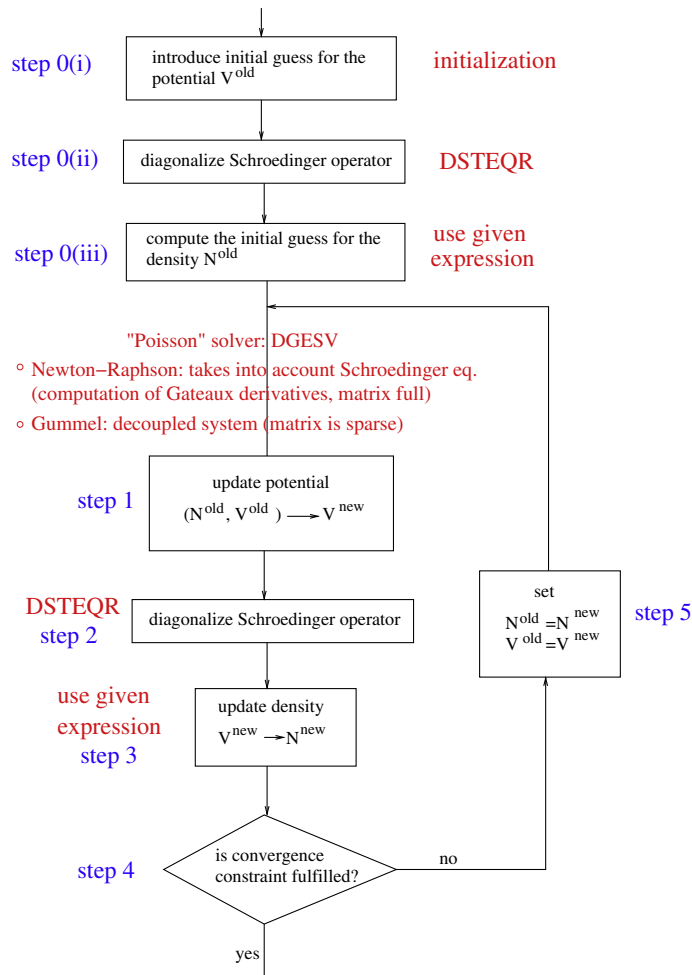 step 0(i)
introduce initial guess for the
potential V^old
initialization
step 0(ii)
diagonalize Schroedinger operator
DSTEQR
step 0(iii)
compute the initial guess for the
density N^old
use given
expression
"Poisson" solver: DGESV
Newton−Raphson: takes into account Schroedinger eq.
(computation of Gateaux derivatives, matrix full)
Gummel: decoupled system (matrix is sparse)
step 1
update potential
(N^old, V^old) → V^new
DSTEQR
step 2
diagonalize Schroedinger operator
set
N^old =N^new
V^old =V^new
step 5
use given
expression
step 3
update density
V^new → N^new
step 4
is convergence
constraint fulfilled?
no
yes